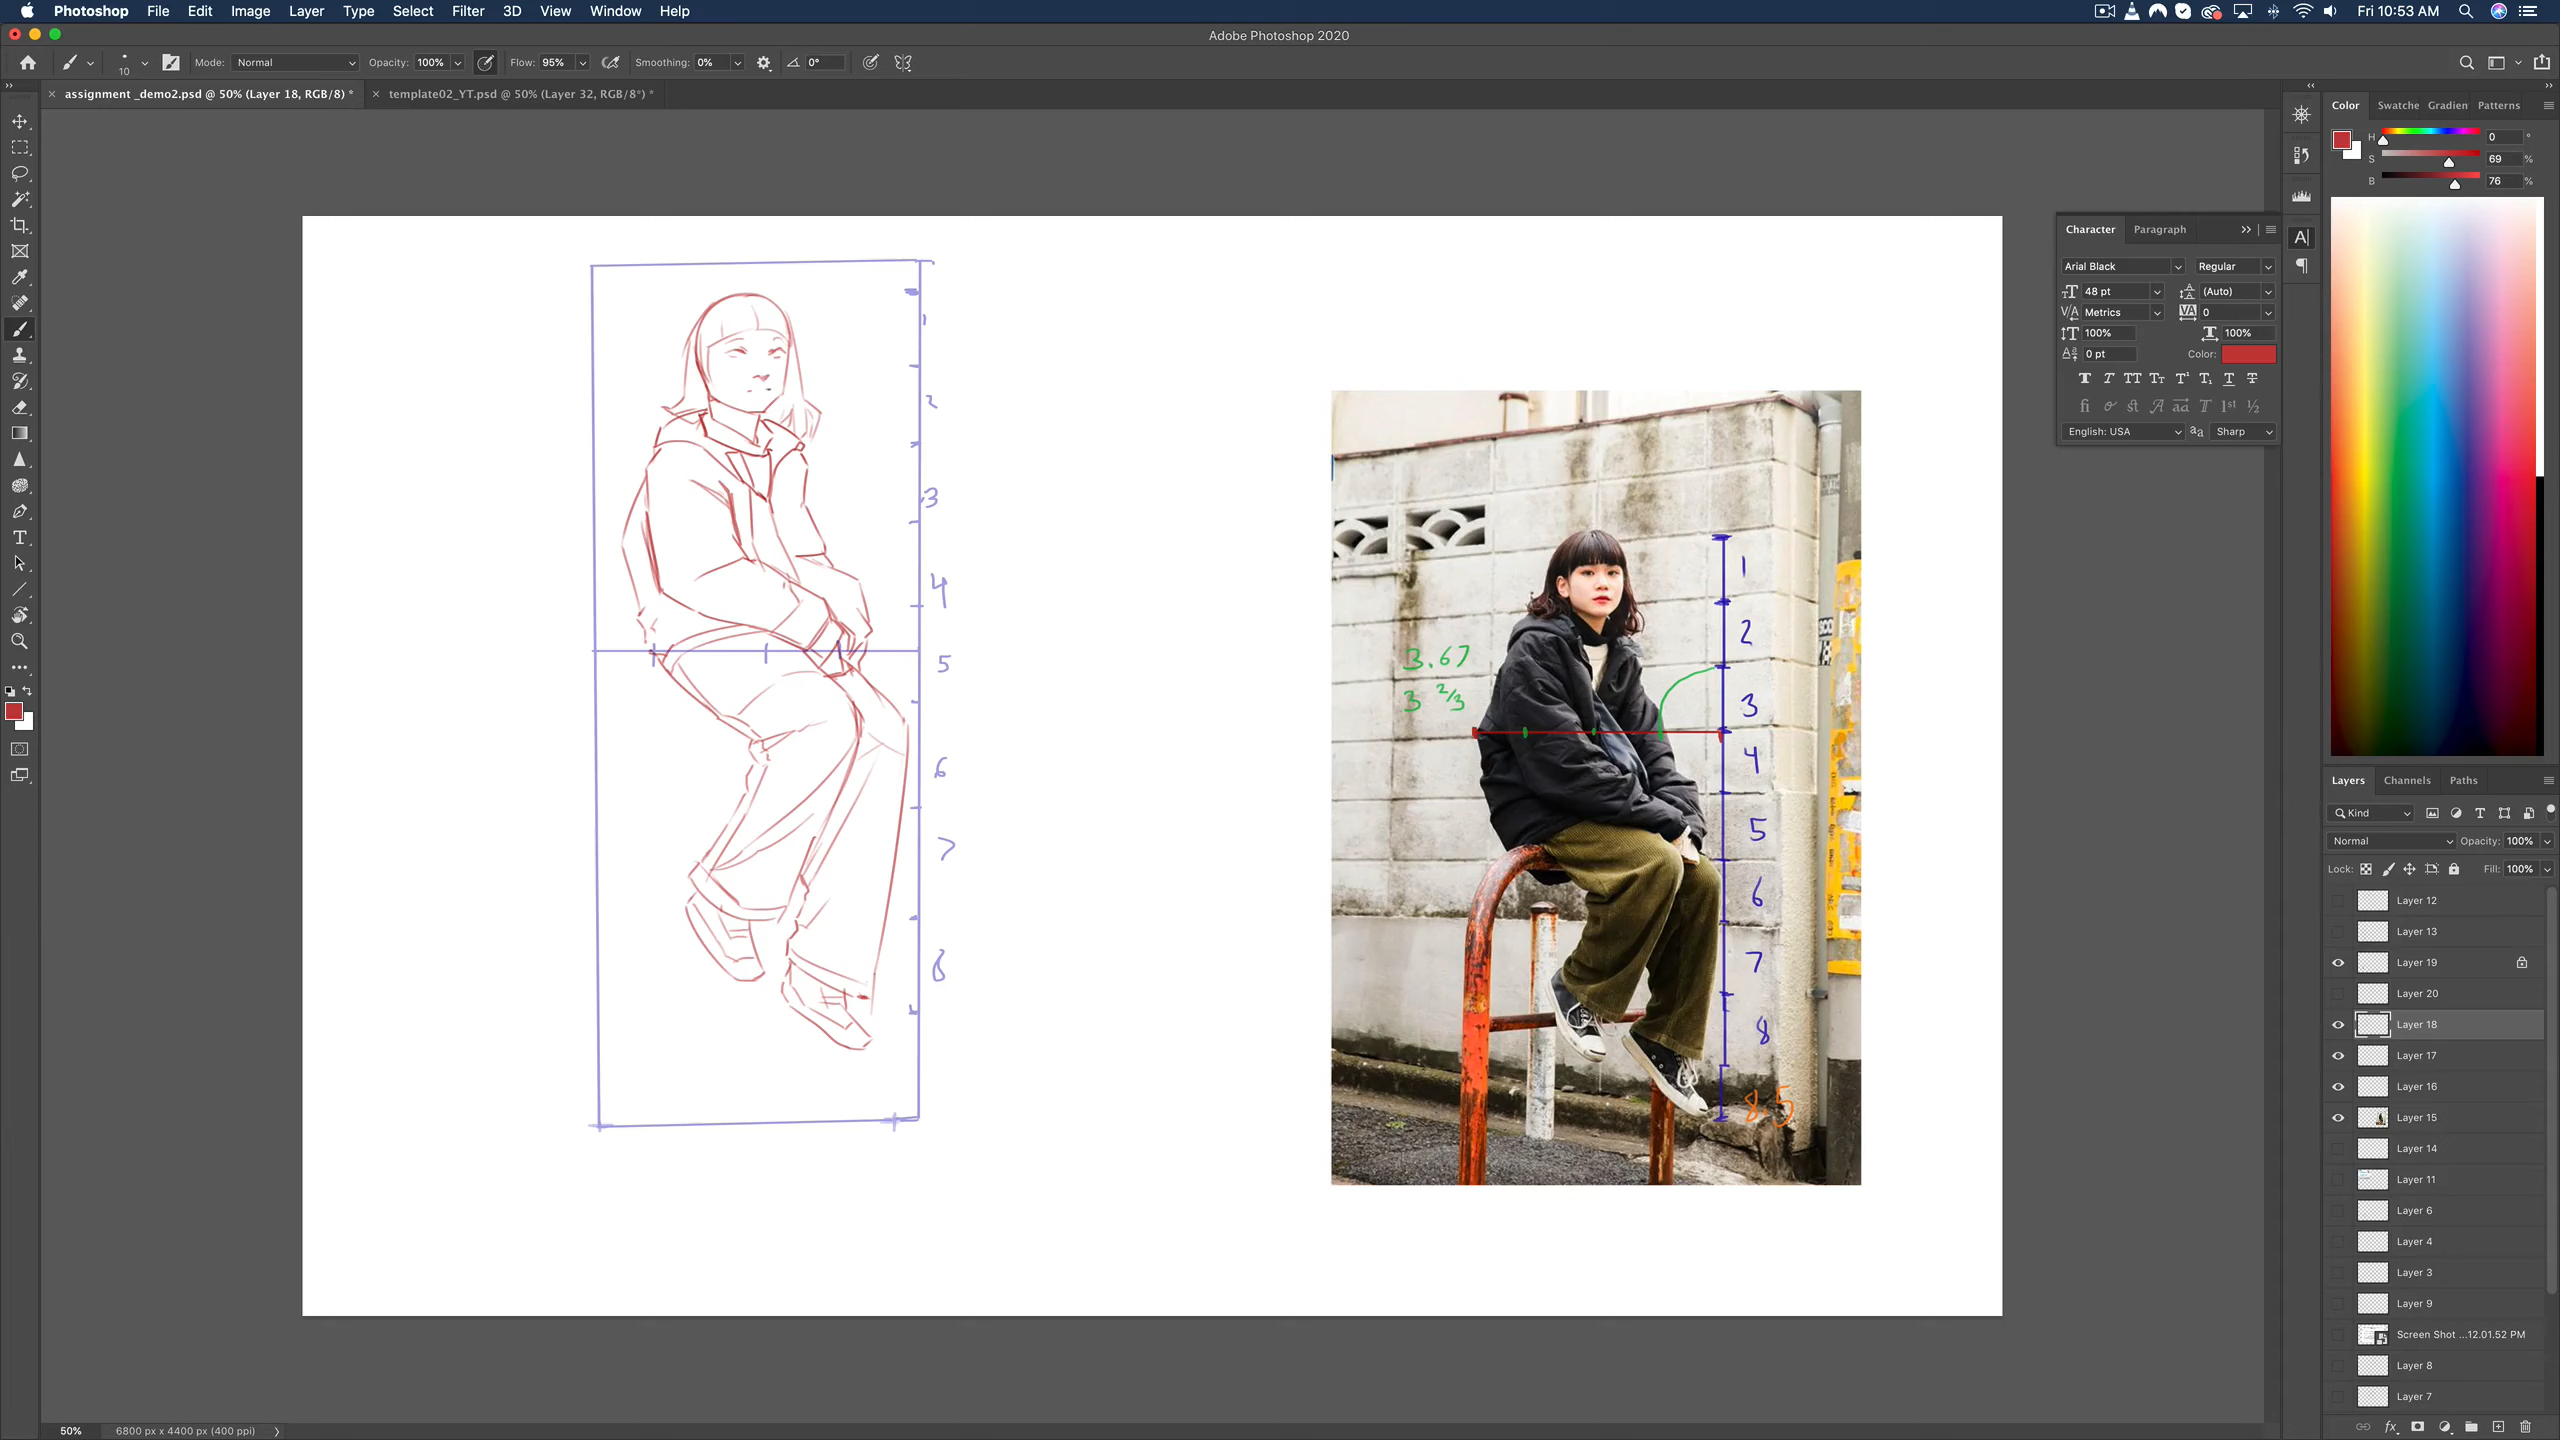 Photoshop File Edit Image Layer Type Select Filter 3D View Window Help
Fri 10:53 AM
Adobe Photoshop 2020
10
Mode: Normal
Opacity: 100%
Flow: 95%
Smoothing: 0%
0°
assignment _demo2.psd @ 50% (Layer 18, RGB/8) *
template02_YT.psd @ 50% (Layer 32, RGB/8*) *
1
2
3
4
5
6
7
8
3.67
3 2/3
1
2
3
4
5
6
7
8
8.5
Color Swatche Gradien Patterns
H 0 °
S 69 %
B 76 %
Character Paragraph
Arial Black Regular
48 pt (Auto)
Metrics 0
100% 100%
0 pt Color:
English: USA aa Sharp
Layers Channels Paths
Kind
Normal Opacity: 100%
Lock: Fill: 100%
Layer 12
Layer 13
Layer 19
Layer 20
Layer 18
Layer 17
Layer 16
Layer 15
Layer 14
Layer 11
Layer 6
Layer 4
Layer 3
Layer 9
Screen Shot ...12.01.52 PM
Layer 8
Layer 7
50% 6800 px x 4400 px (400 ppi)